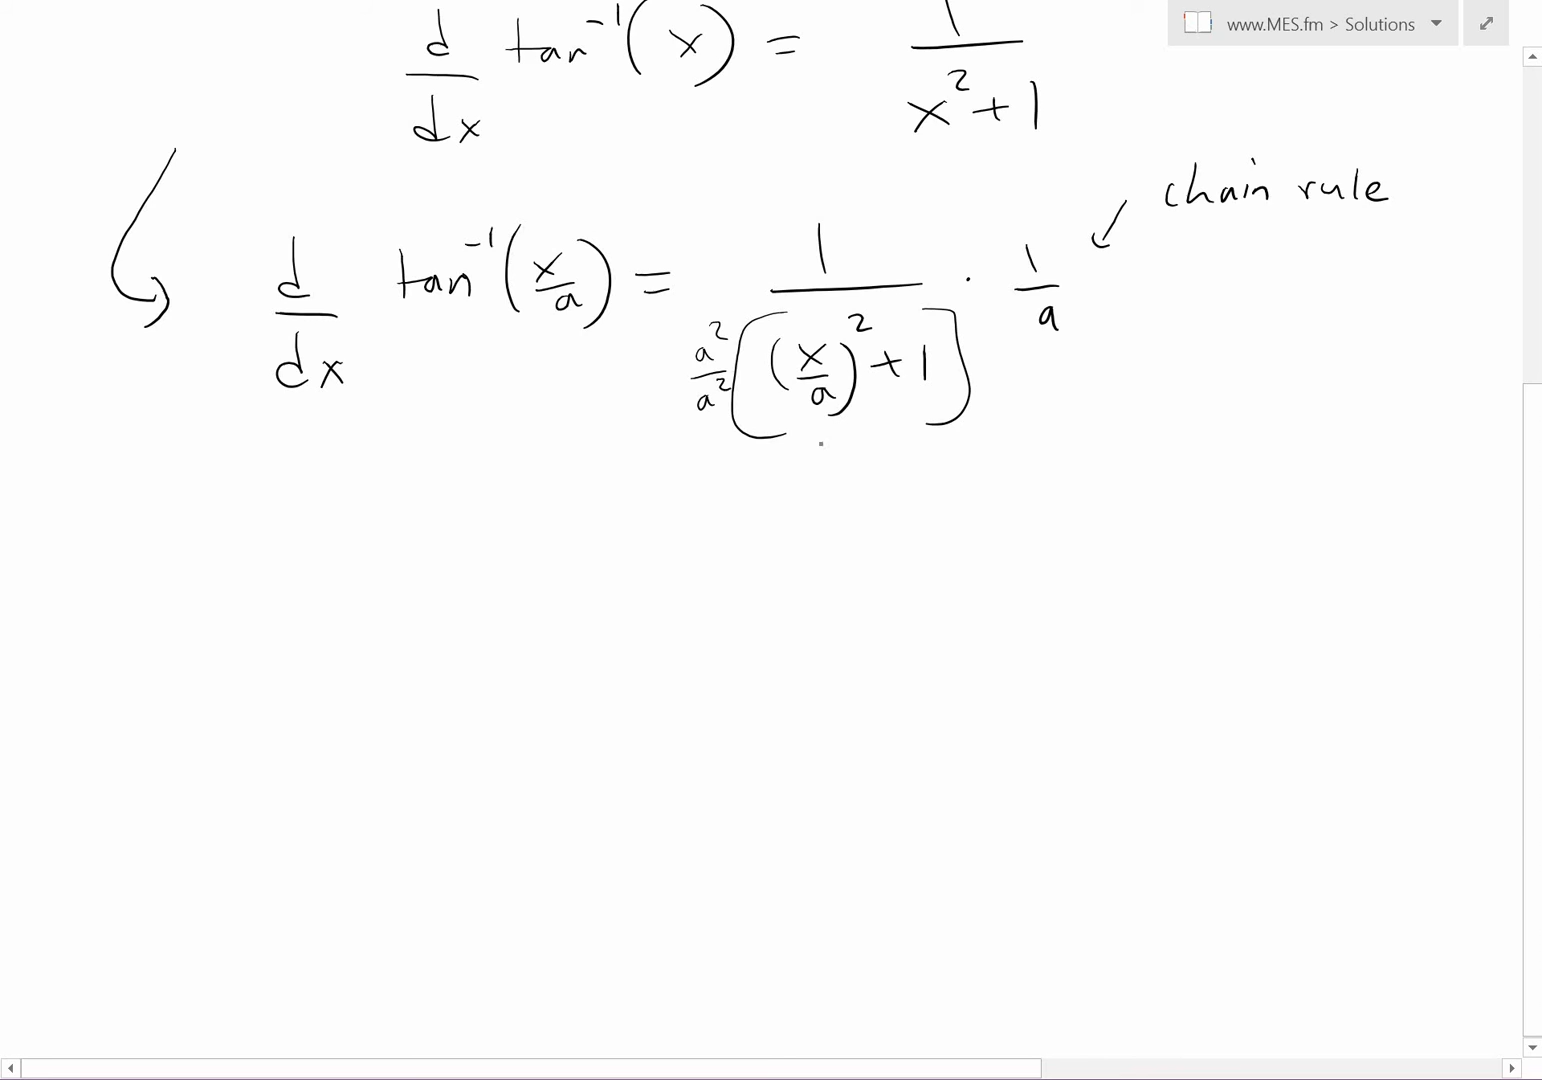 www.MES.fm > Solutions
d/dx tan⁻¹(x) = 1/(x² + 1)
chain rule
d/dx tan⁻¹(x/a) = 1/(a²/a² [(x/a)² + 1]) · 1/a